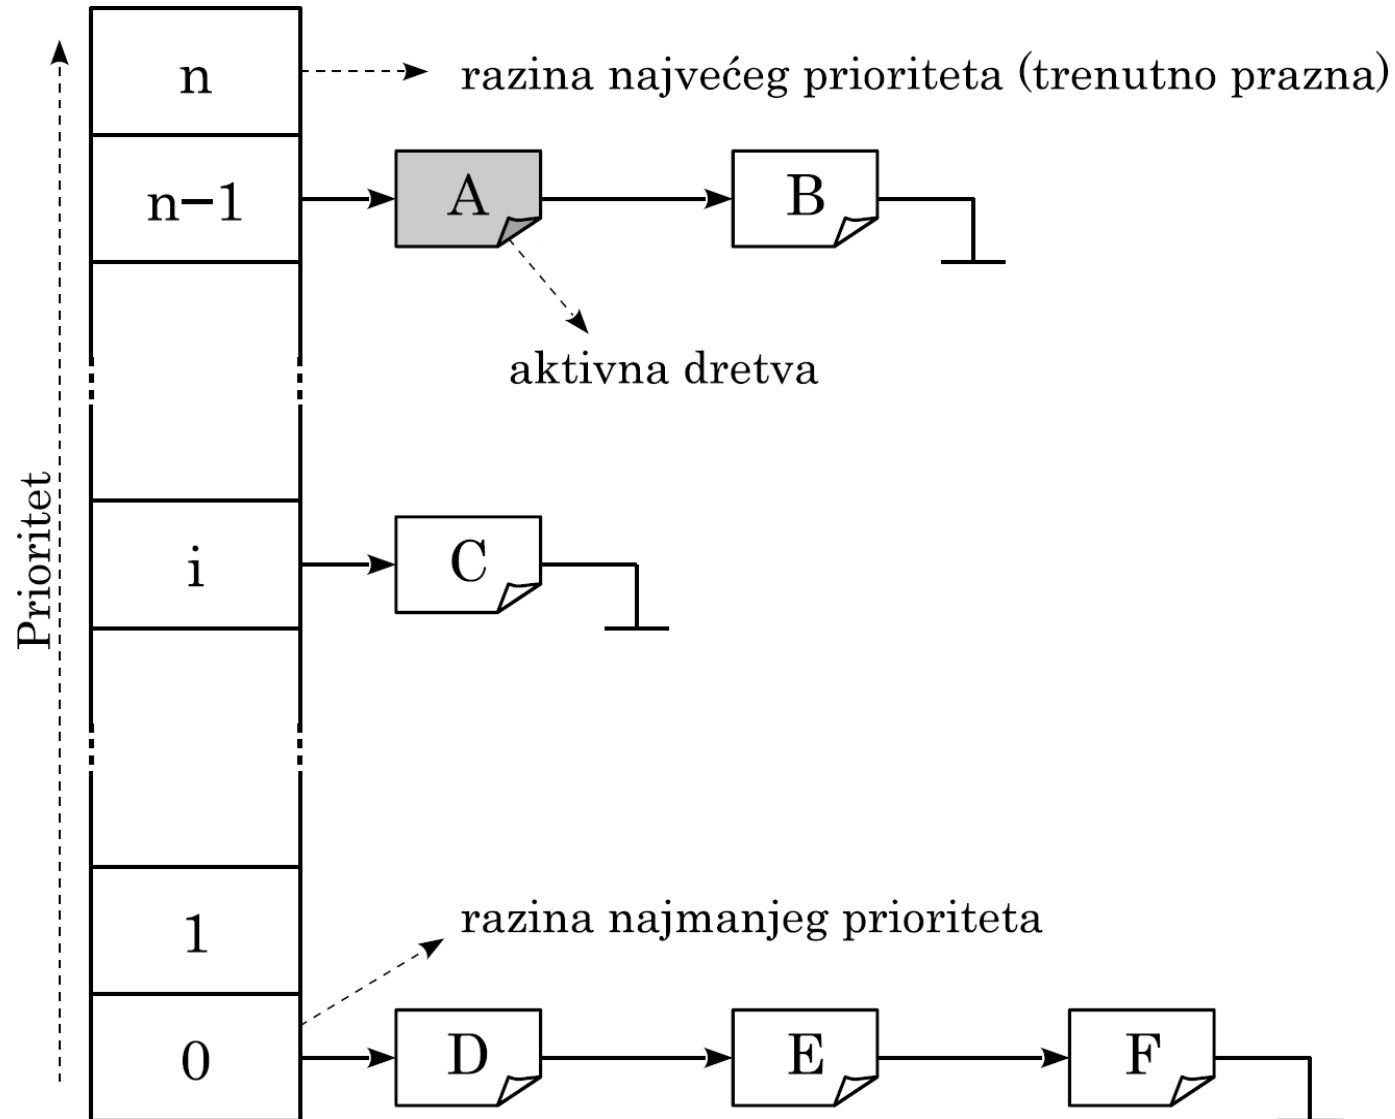 n
razina najvećeg prioriteta (trenutno prazna)
n−1
A
B
aktivna dretva
Prioritet
i
C
1
razina najmanjeg prioriteta
0
D
E
F